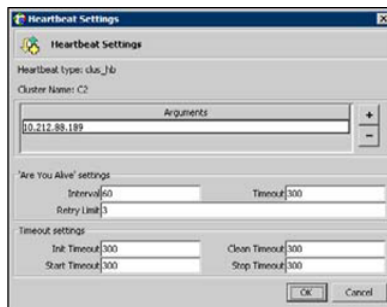 Heartbeat Settings
Heartbeat Settings
Heartbeat type: clus_hb
Cluster Name: C2
Arguments
10.212.88.189
+
-
'Are You Alive' settings
Interval 60 Timeout 300
Retry Limit 3
Timeout settings
Init Timeout 300 Clean Timeout 300
Start Timeout 300 Stop Timeout 300
OK Cancel